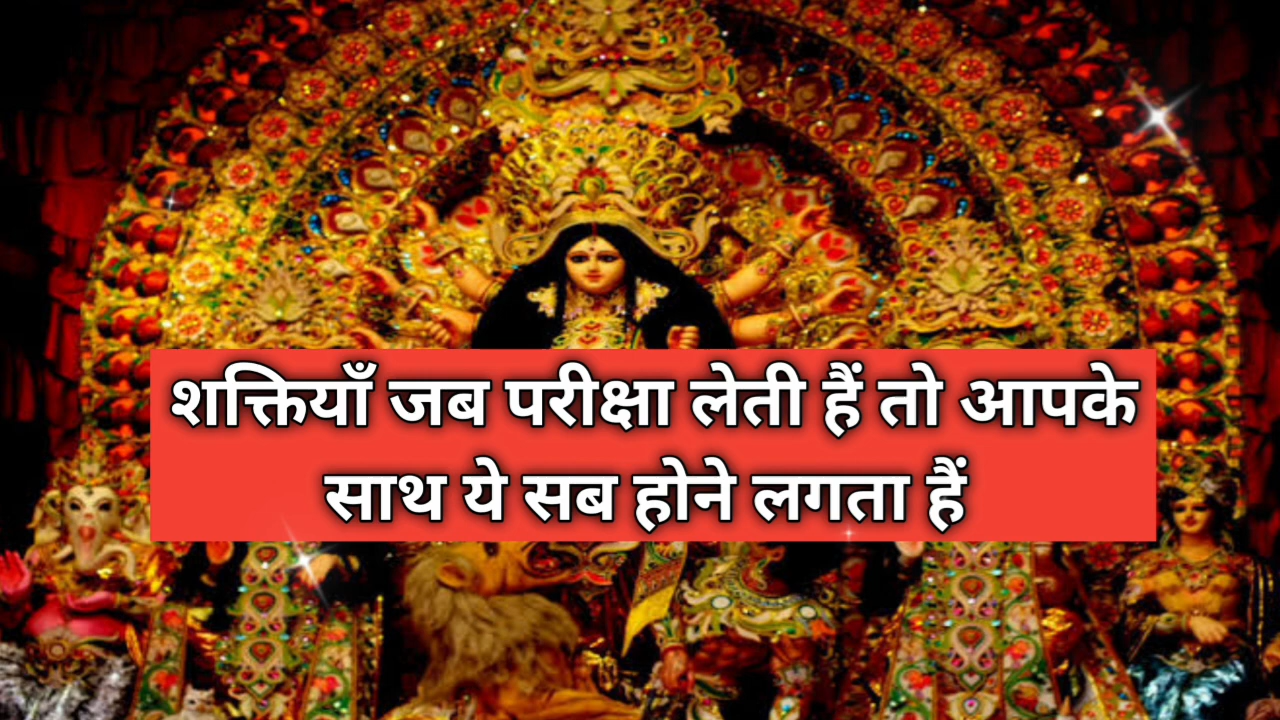 शक्तियाँ जब परीक्षा लेती हैं तो आपके
साथ ये सब होने लगता हैं